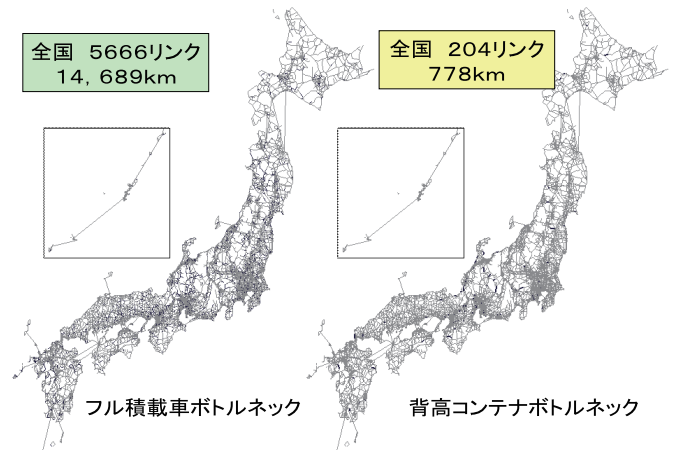 全国　5666リンク
14，689km
全国　204リンク
778km
フル積載車ボトルネック
背高コンテナボトルネック